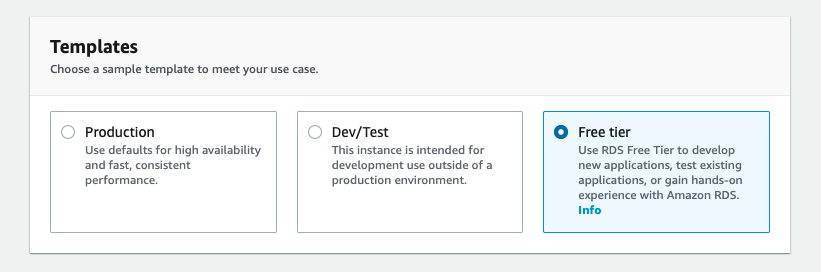 Templates
Choose a sample template to meet your use case.
Production
Use defaults for high availability
and fast, consistent
performance.
Dev/Test
This instance is intended for
development use outside of a
production environment.
Free tier
Use RDS Free Tier to develop
new applications, test existing
applications, or gain hands-on
experience with Amazon RDS.
Info